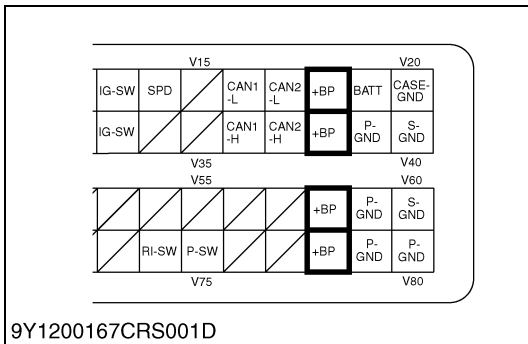 V15 V20
IG-SW SPD CAN1-L CAN2-L +BP BATT CASE-GND
IG-SW CAN1-H CAN2-H +BP P-GND S-GND
V35 V40
V55 V60
+BP P-GND S-GND
RI-SW P-SW +BP P-GND P-GND
V75 V80
9Y1200167CRS001D